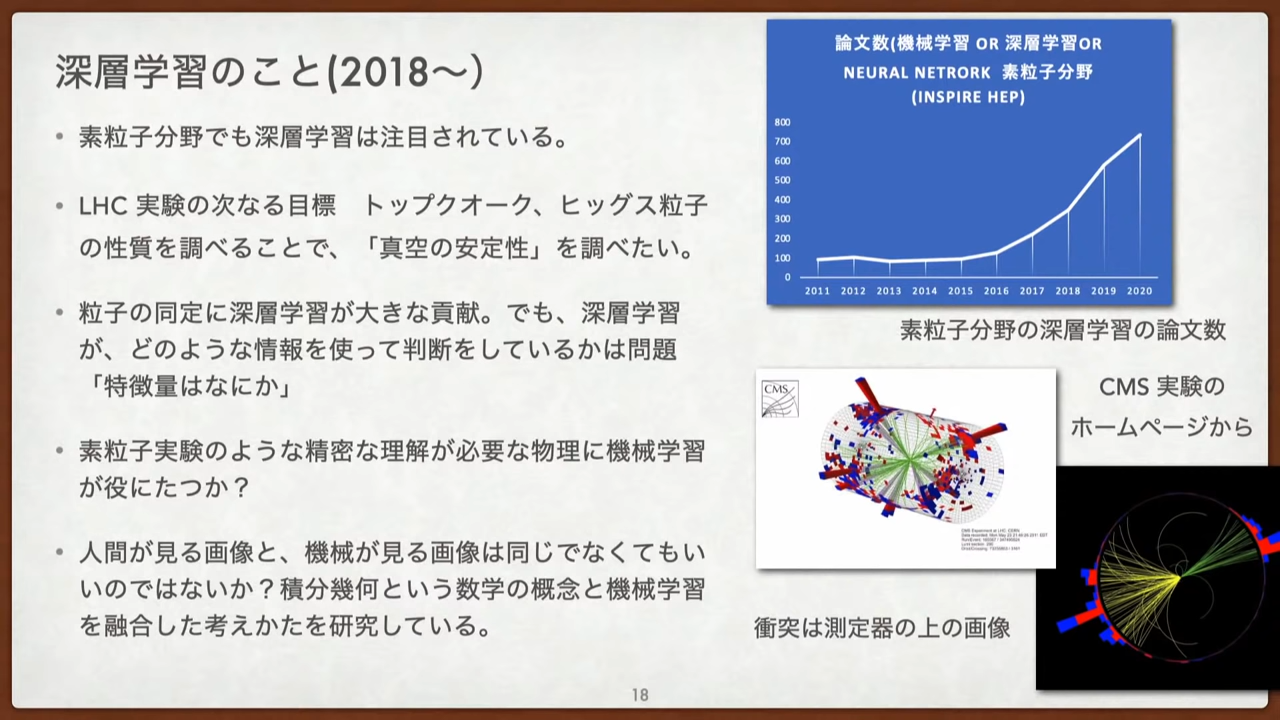 深層学習のこと(2018〜)
• 素粒子分野でも深層学習は注目されている。
• LHC 実験の次なる目標　トップクオーク、ヒッグス粒子
の性質を調べることで、「真空の安定性」を調べたい。
• 粒子の同定に深層学習が大きな貢献。でも、深層学習
が、どのような情報を使って判断をしているかは問題
「特徴量はなにか」
• 素粒子実験のような精密な理解が必要な物理に機械学習
が役にたつか？
• 人間が見る画像と、機械が見る画像は同じでなくてもい
いのではないか？積分幾何という数学の概念と機械学習
を融合した考えかたを研究している。
論文数(機械学習 OR 深層学習OR
NEURAL NETRORK 素粒子分野
(INSPIRE HEP)
800
700
600
500
400
300
200
100
0
2011 2012 2013 2014 2015 2016 2017 2018 2019 2020
素粒子分野の深層学習の論文数
CMS
CMS 実験の
ホームページから
CMS Experiment at LHC, CERN
衝突は測定器の上の画像
18